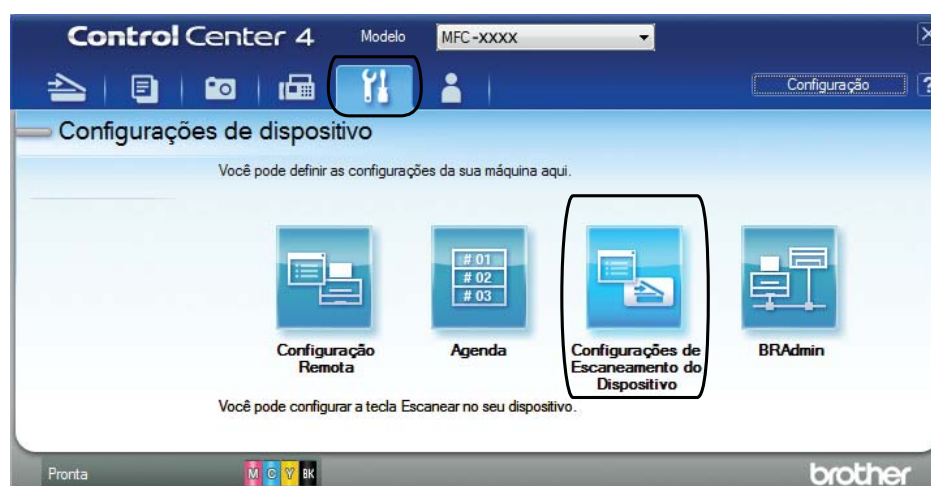 Control Center 4 Modelo MFC-XXXX X
Configuração ?
Configurações de dispositivo
Você pode definir as configurações da sua máquina aqui.
# 01
# 02
# 03
Configuração
Remota
Agenda
Configurações de
Escaneamento do
Dispositivo
BRAdmin
Você pode configurar a tecla Escanear no seu dispositivo.
Pronta M C Y BK brother